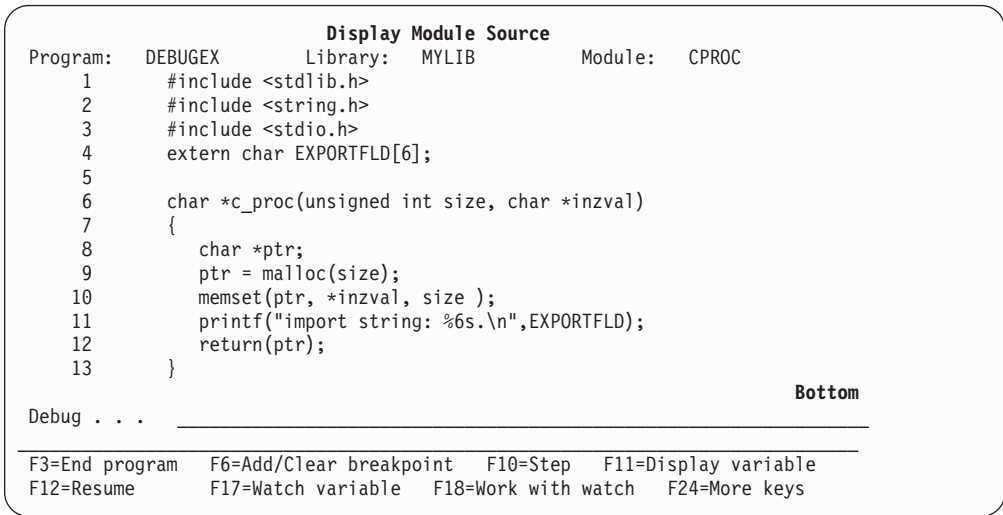 Display Module Source
Program: DEBUGEX Library: MYLIB Module: CPROC
1 #include <stdlib.h>
2 #include <string.h>
3 #include <stdio.h>
4 extern char EXPORTFLD[6];
5
6 char *c_proc(unsigned int size, char *inzval)
7 {
8 char *ptr;
9 ptr = malloc(size);
10 memset(ptr, *inzval, size );
11 printf("import string: %6s.\n",EXPORTFLD);
12 return(ptr);
13 }
Bottom
Debug . . .
F3=End program F6=Add/Clear breakpoint F10=Step F11=Display variable
F12=Resume F17=Watch variable F18=Work with watch F24=More keys